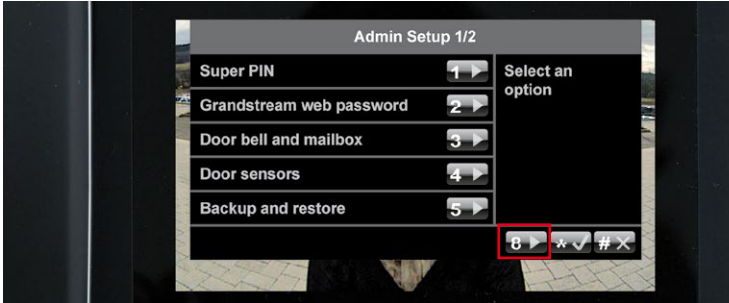 Admin Setup 1/2
Super PIN 1
Grandstream web password 2
Door bell and mailbox 3
Door sensors 4
Backup and restore 5
Select an
option
8 * #